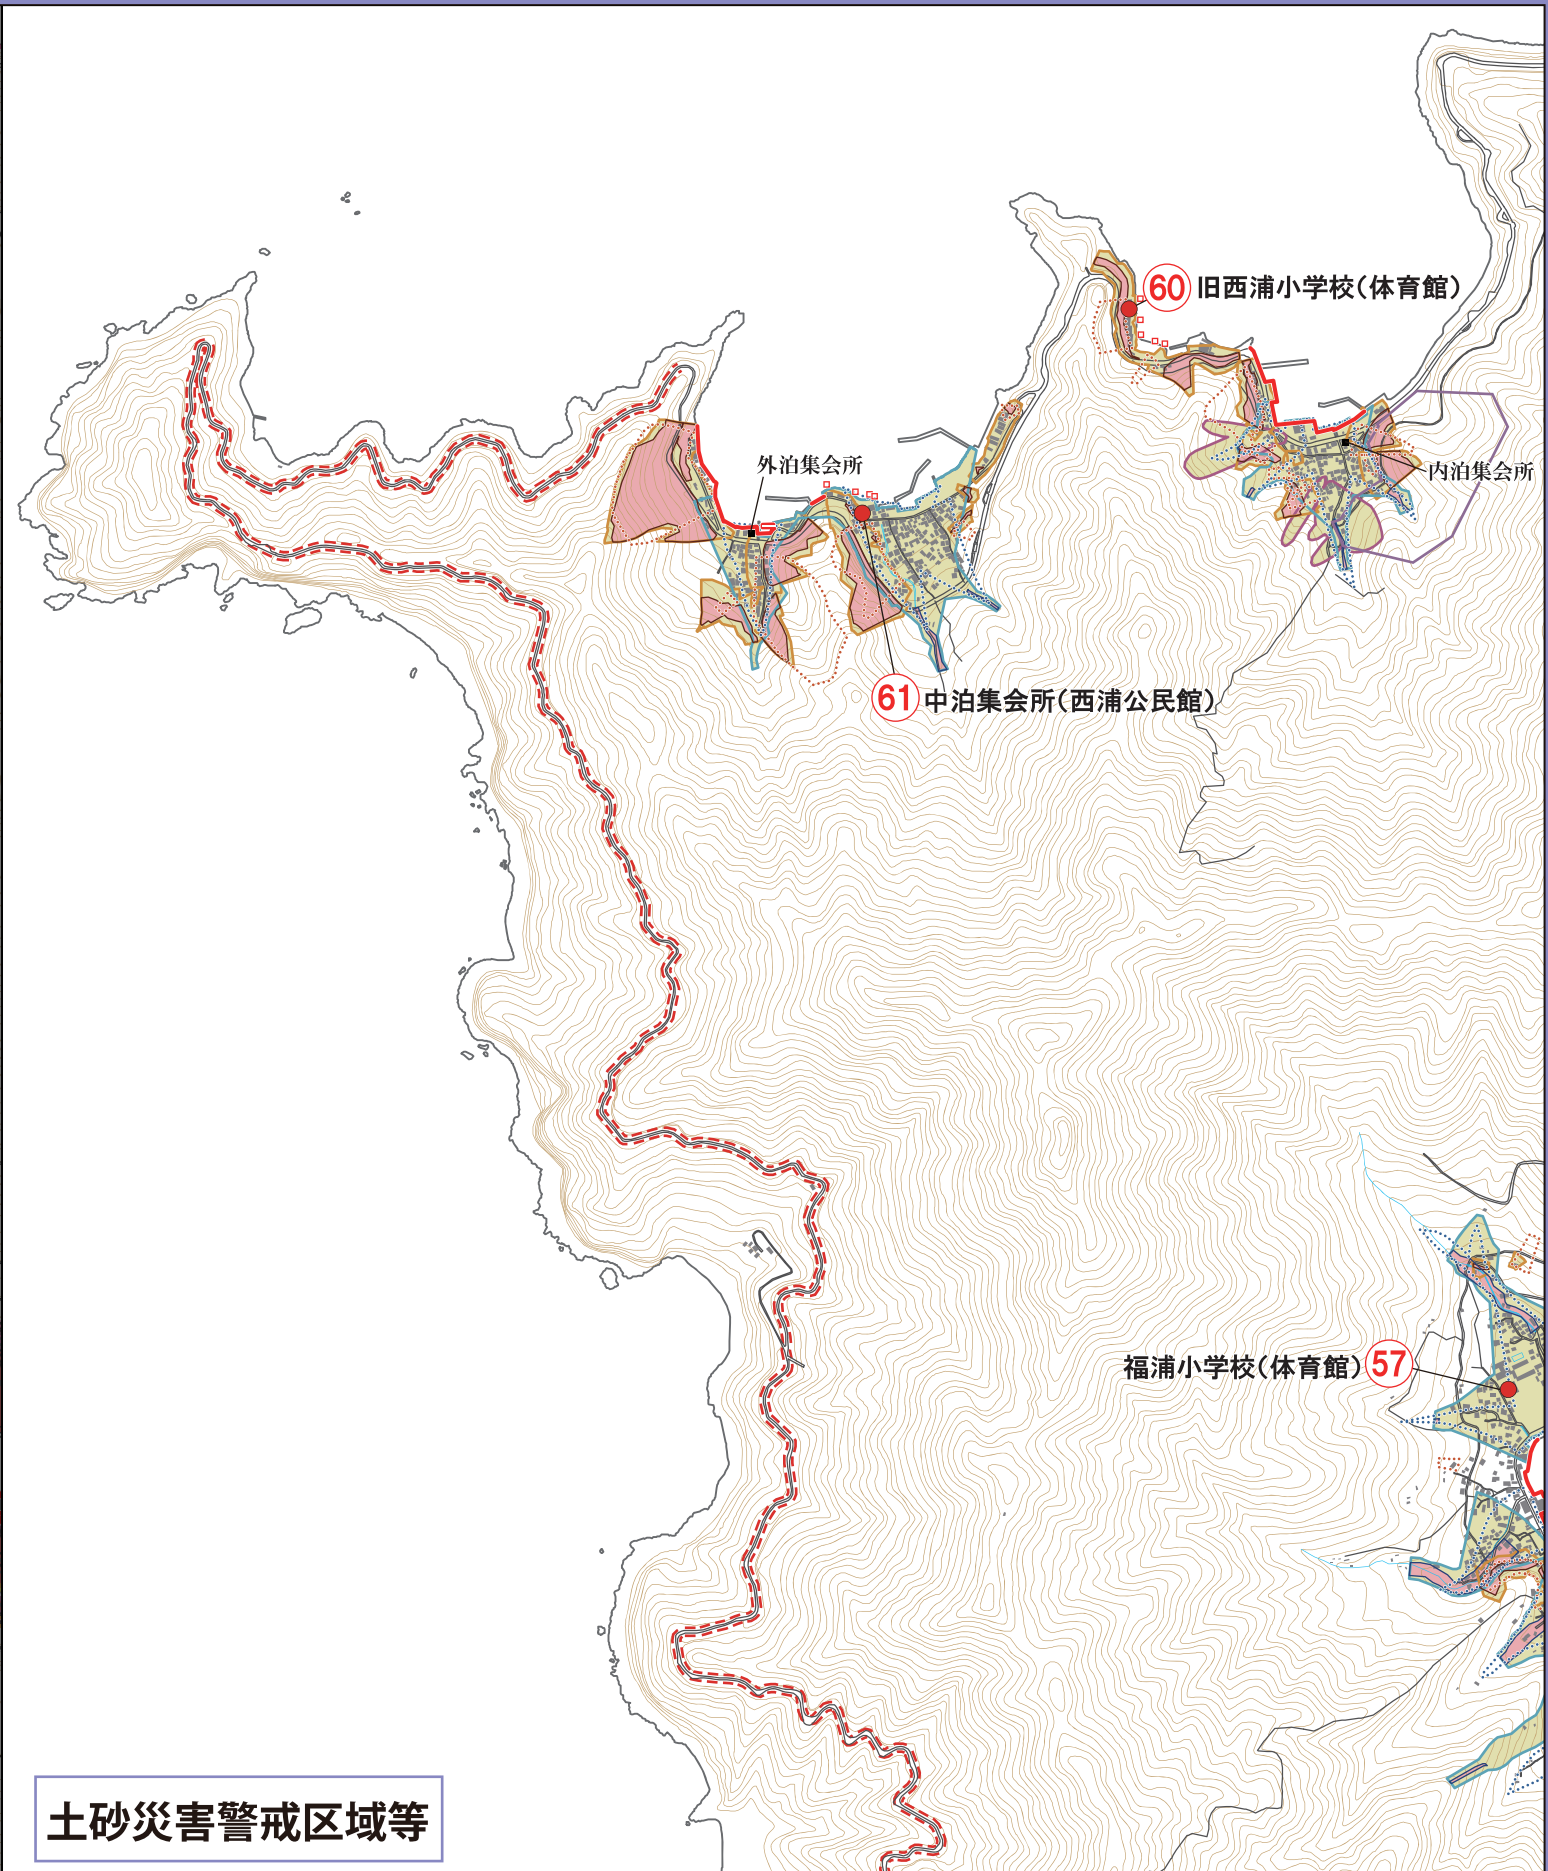 60 旧西浦小学校(体育館)
外泊集会所
内泊集会所
61 中泊集会所(西浦公民館)
福浦小学校(体育館) 57
土砂災害警戒区域等